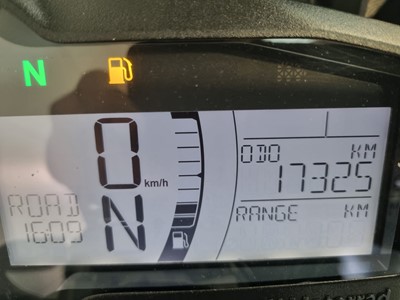 N
0
km/h
ODO KM
17325
ROAD
16:09
N
RANGE KM